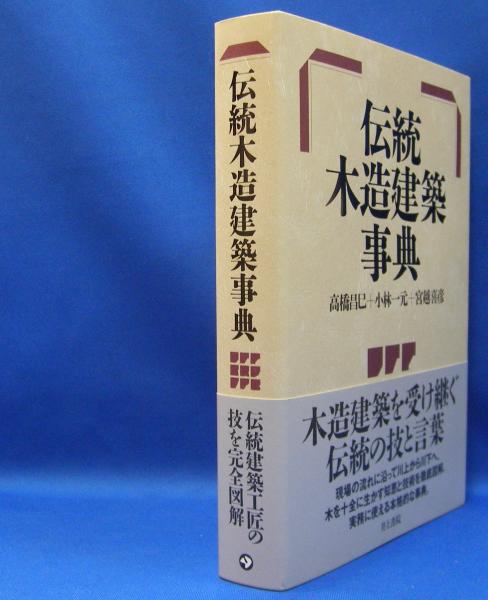 伝統木造建築事典
伝統建築工匠の
技を完全図解
伝統
木造建築
事典
高橋昌巳+小林一元+宮越喜彦
木造建築を受け継ぐ
伝統の技と言葉
現場の流れに沿って川上から川下へ、
木を十全に生かす知恵と技術を徹底図解。
実務に使える本格的な事典。
井上書院